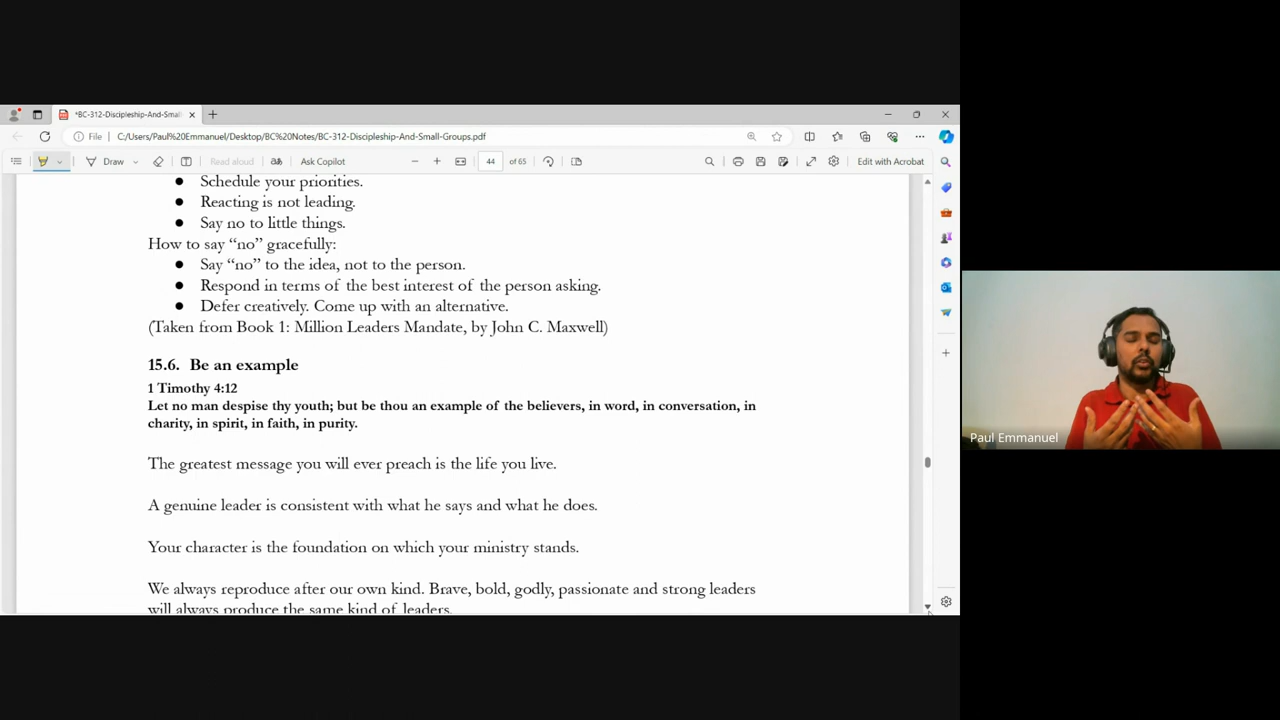 *BC-312-Discipleship-And-Small-
File
C:/Users/Paul%20Emmanuel/Desktop/BC%20Notes/BC-312-Discipleship-And-Small-Groups.pdf
Draw
Read aloud
Ask Copilot
44 of 65
Edit with Acrobat
● Schedule your priorities.
● Reacting is not leading.
● Say no to little things.
How to say “no” gracefully:
● Say “no” to the idea, not to the person.
● Respond in terms of the best interest of the person asking.
● Defer creatively. Come up with an alternative.
(Taken from Book 1: Million Leaders Mandate, by John C. Maxwell)
15.6. Be an example
1 Timothy 4:12
Let no man despise thy youth; but be thou an example of the believers, in word, in conversation, in
charity, in spirit, in faith, in purity.
The greatest message you will ever preach is the life you live.
A genuine leader is consistent with what he says and what he does.
Your character is the foundation on which your ministry stands.
We always reproduce after our own kind. Brave, bold, godly, passionate and strong leaders
will always produce the same kind of leaders.
Paul Emmanuel